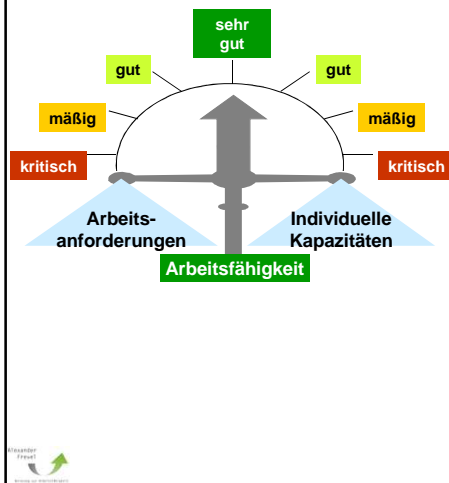 sehr
gut
gut
gut
mäßig
mäßig
kritisch
kritisch
Arbeits-
anforderungen
Individuelle
Kapazitäten
Arbeitsfähigkeit
Alexander
Frevel